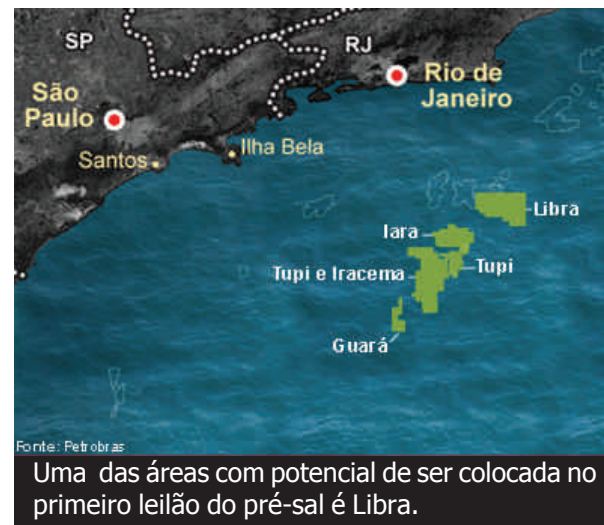 SP
RJ
São
Paulo
Rio de
Janeiro
Santos
Ilha Bela
Libra
Iara
Tupi e Iracema
Tupi
Guará
Fonte: Petrobras
Uma das áreas com potencial de ser colocada no
primeiro leilão do pré-sal é Libra.